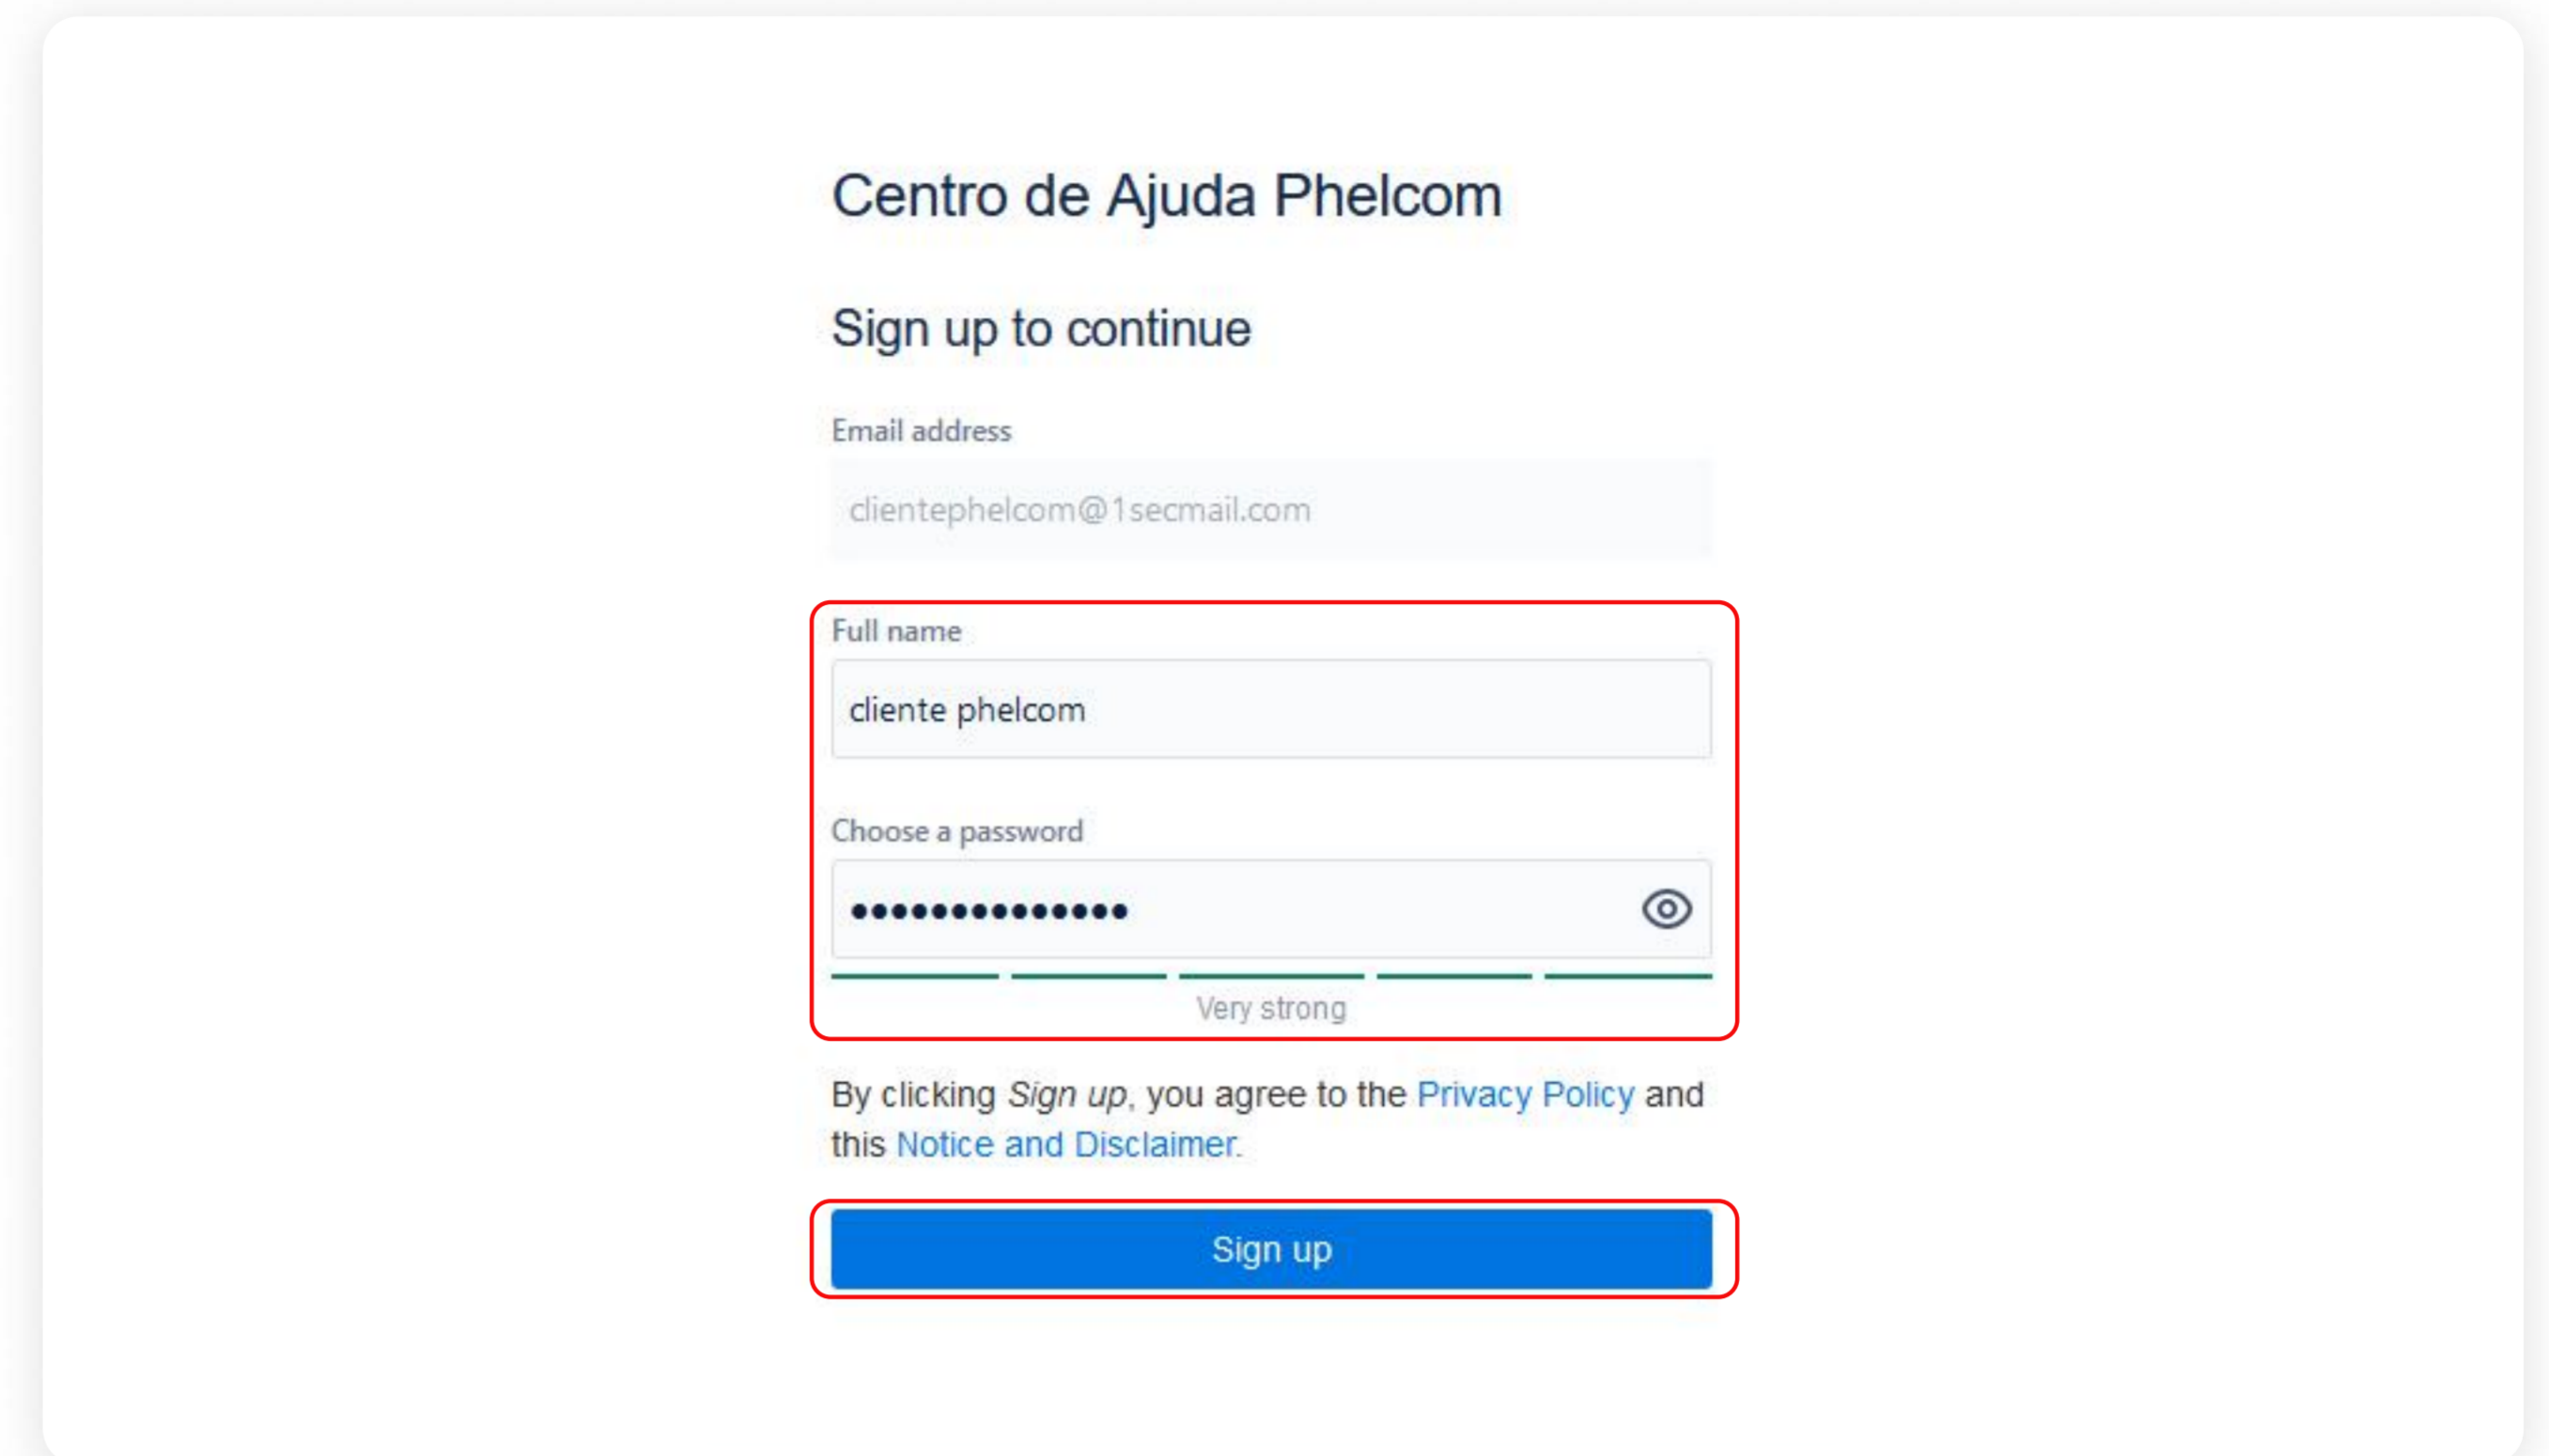 Centro de Ajuda Phelcom
Sign up to continue
Email address
clientephelcom@1secmail.com
Full name
cliente phelcom
Choose a password
••••••••••••••
Very strong
By clicking Sign up, you agree to the Privacy Policy and
this Notice and Disclaimer.
Sign up